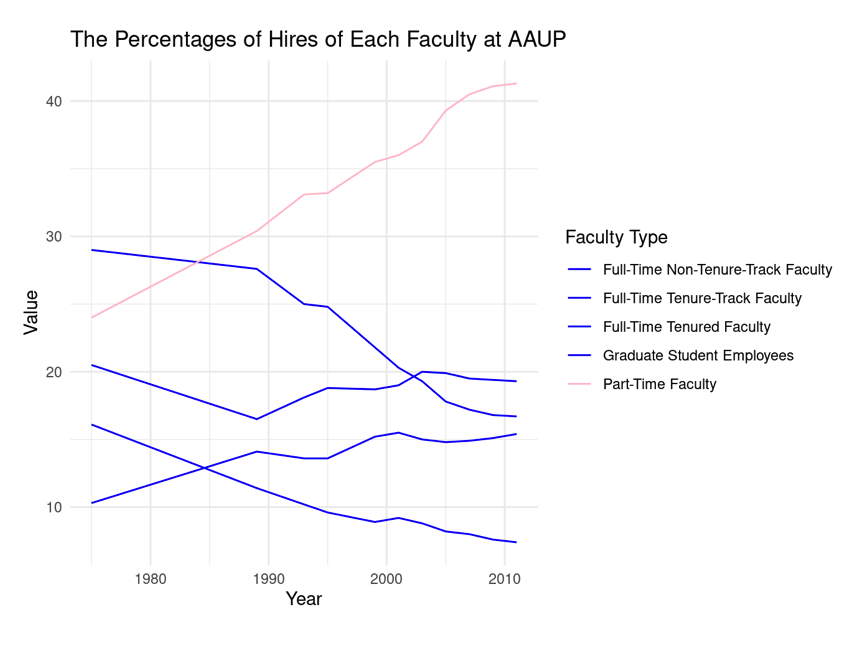 The Percentages of Hires of Each Faculty at AAUP
40
30
20
10
Value
1980
1990
2000
2010
Year
Faculty Type
Full-Time Non-Tenure-Track Faculty
Full-Time Tenure-Track Faculty
Full-Time Tenured Faculty
Graduate Student Employees
Part-Time Faculty